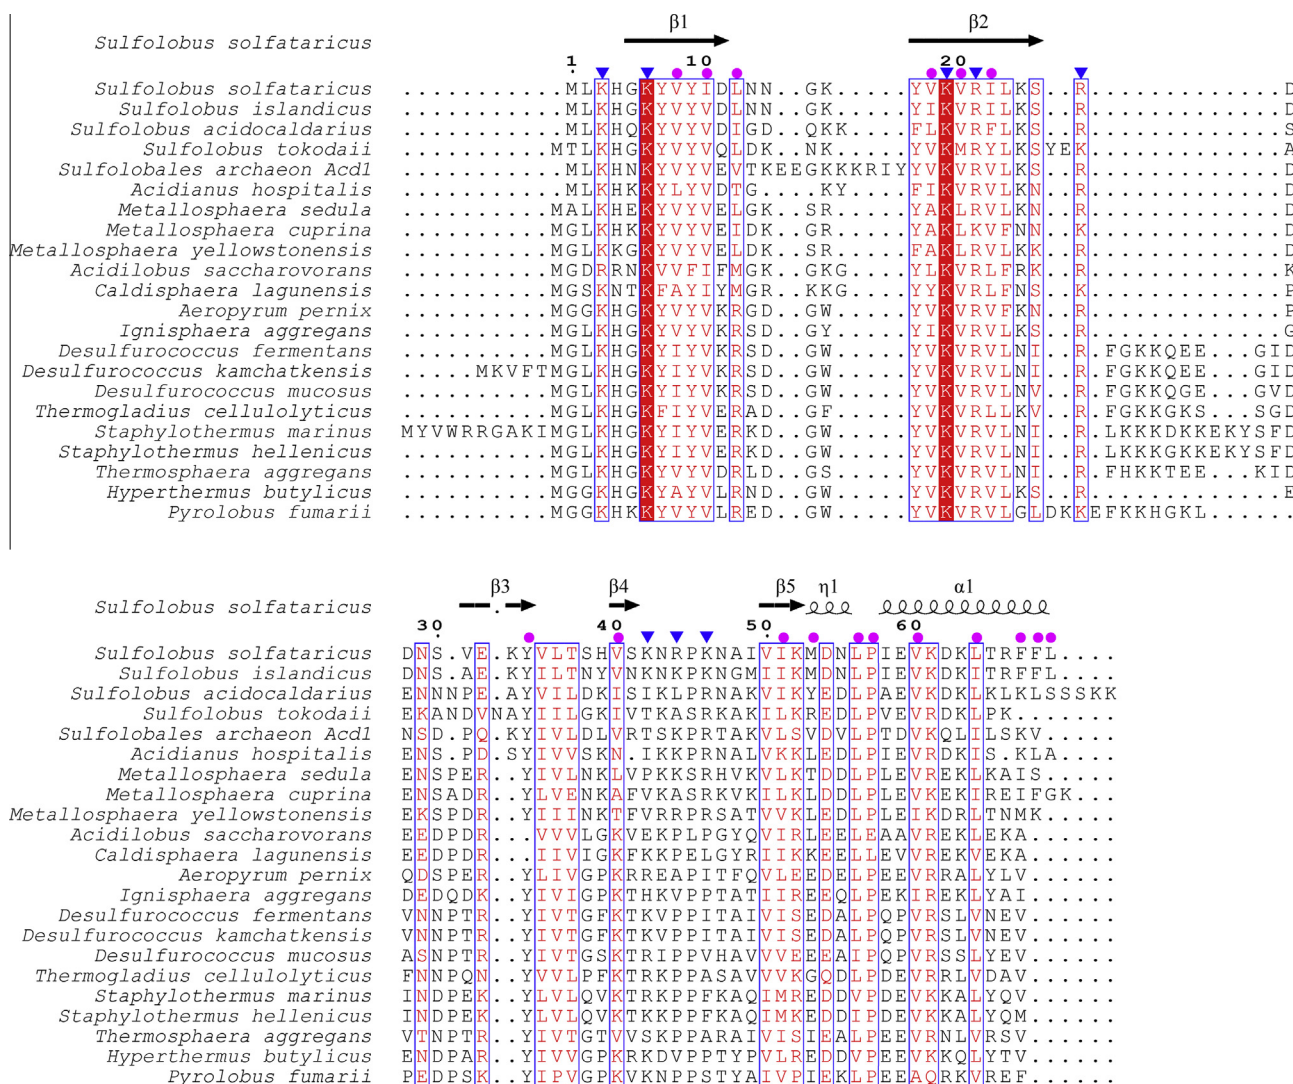 β1 β2
Sulfolobus solfataricus
1 10 20
Sulfolobus solfataricus ...........MLKHGKYVYIDLNN..GK.....YVKVRILKS..R.............D
Sulfolobus islandicus ...........MLKHGKYVYVDLNN..GK.....YIKVRILKS..R.............D
Sulfolobus acidocaldarius ...........MLKHQKYVYVDIGD..QKK....FLKVRFLKS..R.............S
Sulfolobus tokodaii ..........MTLKHGKYVYVQLDK..NK.....YVKMRYLKSYEK.............A
Sulfolobales archaeon Acd1 ...........MLKHNKYVYVEVTKEEGKKKRIYYVKVRVLKS..R.............D
Acidianus hospitalis ...........MLKHKKYLYVDTG....KY....FIKVRVLKN..R.............D
Metallosphaera sedula ..........MALKHEKYVYVELGK..SR.....YAKLRVLKN..R.............D
Metallosphaera cuprina ..........MGLKHKKYVYVEIDK..GK.....YAKLKVFNN..R.............D
Metallosphaera yellowstonensis ..........MGLKKGKYVYVELDK..SR.....FAKLRVLKK..R.............D
Acidilobus saccharovorans ..........MGDRRNKVVFIFMGK..GKG....YLKVRLFRK..R.............K
Caldisphaera lagunensis ..........MGSKNTKFAYIYMGR..KKG....YYKVRLFNS..K.............P
Aeropyrum pernix ..........MGGKHGKYVYVKRGD..GW.....YVKVRVFKN..R.............P
Ignisphaera aggregans ..........MGLKHGKYVYVKRSD..GY.....YIKVRVLKS..R.............G
Desulfurococcus fermentans ..........MGLKHGKYIYVKRSD..GW.....YVKVRVLNI..R.FGKKQEE...GID
Desulfurococcus kamchatkensis .....MKVFTMGLKHGKYIYVKRSD..GW.....YVKVRVLNI..R.FGKKQEE...GID
Desulfurococcus mucosus ..........MGLKHGKYIYVKRSD..GW.....YVKVRVLNV..R.FGKKQGE...GVD
Thermogladius cellulolyticus ..........MGLKHGKFIYVERAD..GF.....YVKVRLLKV..R.FGKKGKS...SGD
Staphylothermus marinus MYVWRRGAKIMGLKHGKYIYVERKD..GW.....YVKVRVLNI..R.LKKKDKKEKYSFD
Staphylothermus hellenicus ..........MGLKHGKYIYVERKD..GW.....YVKVRVLNI..R.LKKKGKKEKYSFD
Thermosphaera aggregans ..........MGLKHGKYVYVDRLD..GS.....YVKVRVLNI..R.FHKKTEE...KID
Hyperthermus butylicus ..........MGGKHGKYAYVLRND..GW.....YVKVRVLKS..R.............E
Pyrolobus fumarii ..........MGGKHKKYVYVLRED..GW.....YVKVRVLGLDKKEFKKHGKL......
β3 β4 β5 η1 α1
Sulfolobus solfataricus
30 40 50 60
Sulfolobus solfataricus DNS.VE.KYVLTSHVSKNRPKNAIVIKMDNLPIEVKDKLTRFFL....
Sulfolobus islandicus DNS.AE.KYILTNYVNKNKPKNGMIIKMDNLPIEVKDKITRFFL....
Sulfolobus acidocaldarius ENNNPEAYVILDKISIKLPRNAKVIKYEDLPAEVKDKLKLKLSSSKK
Sulfolobus tokodaii EKANDVNAYIILGKIVTKASRKAKILKREDLPVEVRDKLPK.......
Sulfolobales archaeon Acd1 NSD.PQ.KYIVLDLVRTSKPRTAKVLSVDVLPTDVKQLILSKV.....
Acidianus hospitalis ENS.PD.SYIVVSKN.IKKPRNALVKKLEDLPIEVRDKISKLA.....
Metallosphaera sedula ENSPER..YIVLNKLVPKKSRHVKVLKTDDLPLEVREKLKAIS.....
Metallosphaera cuprina ENSADR..YLVENKAFVKASRKVKILKLDDLPLEVKEKIREIFGK...
Metallosphaera yellowstonensis EKSPDR..YIIINKTFVRRPRSATVVKLEDLPLEIKDRLTNMK.....
Acidilobus saccharovorans EEDPDR...VVVLGKVEKPLPGYQVIRLEELEAAVREKLEKA......
Caldisphaera lagunensis EEDPDR...IIVIGKFKKPELGYRIIKKEELLEVVREKVEKA......
Aeropyrum pernix QDSPER..YLIVGPKRREAPITFQVLEEDELPEEVRRALYLV......
Ignisphaera aggregans DEDQDK..YIVIGPKTHKVPPTATIIREEQLPEKIREKLYAI......
Desulfurococcus fermentans VNNPTR..YIVTGFKTKVPPITAIVISEDALPQPVRSLVNEV......
Desulfurococcus kamchatkensis VNNPTR..YIVTGFKTKVPPITAIVISEDALPQPVRSLVNEV......
Desulfurococcus mucosus ASNPTR..YIVTGSKTRIPPVHAVVVEEEAIPQPVRSSLYEV......
Thermogladius cellulolyticus FNNPQN..YVVLPFKTRKPPASAVVVKGQDLPDEVRRLVDAV......
Staphylothermus marinus INDPEK..YLVLQVKTRKPPFKAQIMREDDVPDEVKKALYQV......
Staphylothermus hellenicus INDPEK..YLVLQVKTKKPPFKAQIMKEDDIPDEVKKALYQM......
Thermosphaera aggregans VTNPTR..YIVTGTVVSKPPARAIVISIEALPEEVRNLVRSV......
Hyperthermus butylicus ENDPAR..YIVVGPKRKDVPPTYPVLREDDVPEEVKKQLYTV......
Pyrolobus fumarii PEDPSK..YIPVGPKVKNPPSTYAIVPIEKLPEEAQRKVREF......